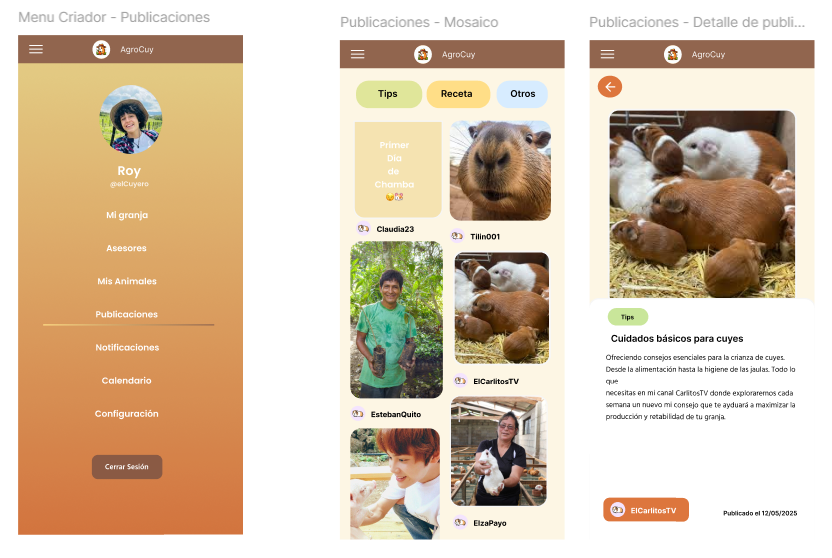 Menu Criador - Publicaciones
AgroCuy
Roy
@elCuyero
Mi granja
Asesores
Mis Animales
Publicaciones
Notificaciones
Calendario
Configuración
Cerrar Sesión
Publicaciones - Mosaico
AgroCuy
Tips
Receta
Otros
Primer
Día
de
Chamba
😉🐹
Claudia23
Tilin001
ElCarlitosTV
EstebanQuito
ElzaPayo
Publicaciones - Detalle de publi...
AgroCuy
Tips
Cuidados básicos para cuyes
Ofreciendo consejos esenciales para la crianza de cuyes.
Desde la alimentación hasta la higiene de las jaulas. Todo lo
que
necesitas en mi canal CarlitosTV donde exploraremos cada
semana un nuevo mi consejo que te ayduará a maximizar la
producción y retabilidad de tu granja.
ElCarlitosTV
Publicado el 12/05/2025